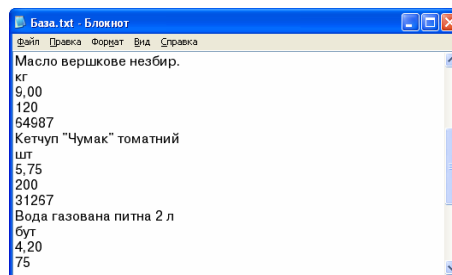 База.txt - Блокнот
Файл Правка Формат Вид Справка
Масло вершкове незбир.
кг
9,00
120
64987
Кетчуп "Чумак" томатний
шт
5,75
200
31267
Вода газована питна 2 л
бут
4,20
75